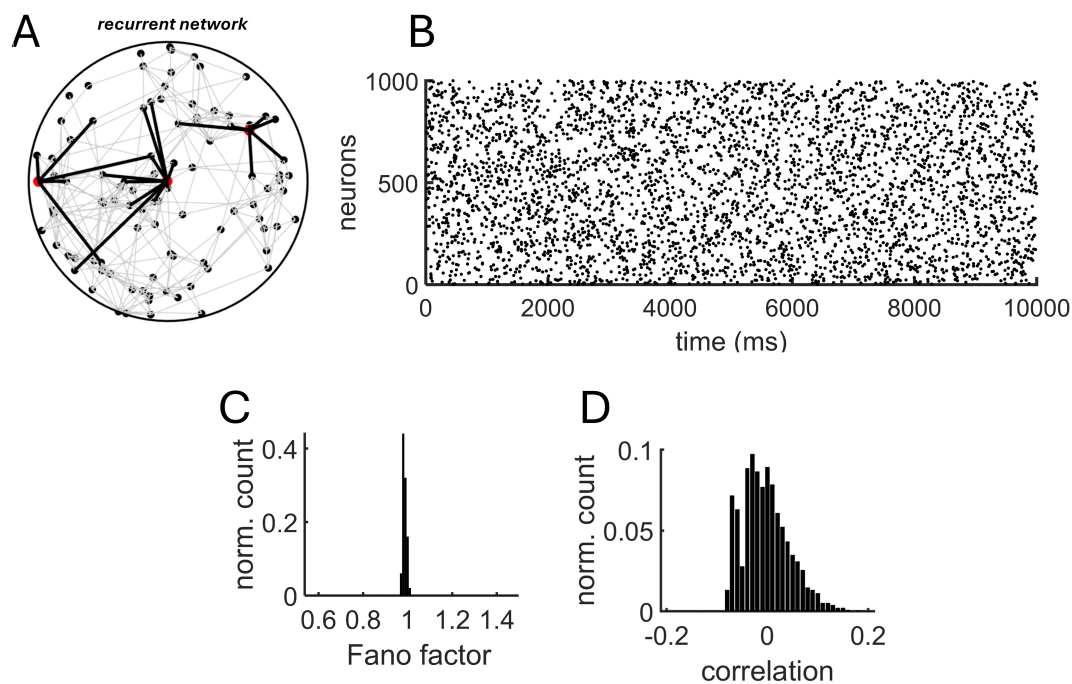 A
recurrent network
B
1000
500
0
neurons
0 2000 4000 6000 8000 10000
time (ms)
C
0.4
0.2
0
norm. count
0.6 0.8 1 1.2 1.4
Fano factor
D
0.1
0.05
0
norm. count
-0.2 0 0.2
correlation